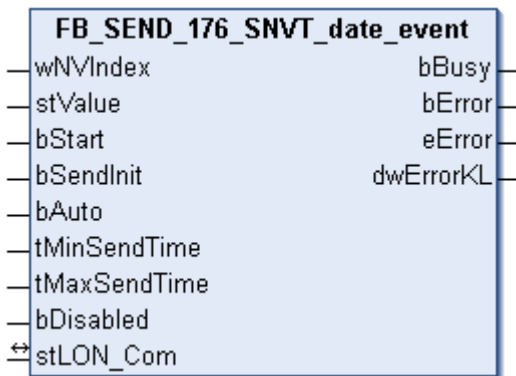 FB_SEND_176_SNVT_date_event
wNVIndex bBusy
stValue bError
bStart eError
bSendInit dwErrorKL
bAuto
tMinSendTime
tMaxSendTime
bDisabled
stLON_Com